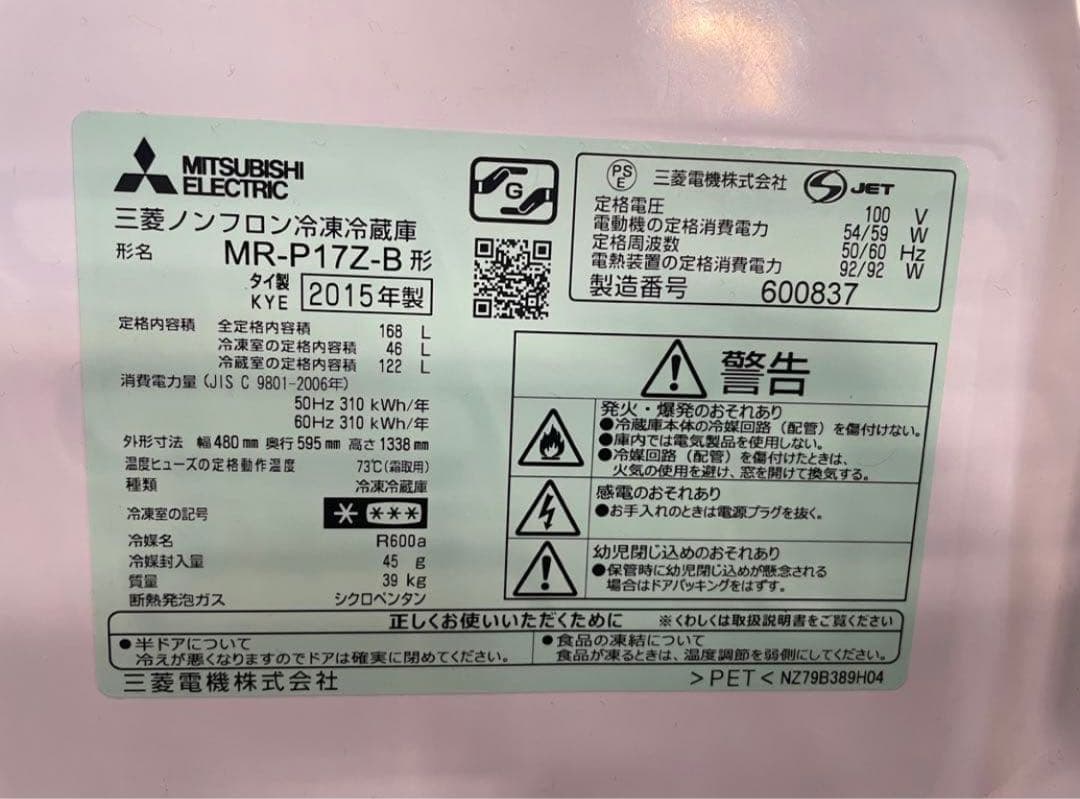 MITSUBISHI
ELECTRIC
三菱ノンフロン冷凍冷蔵庫
形名 MR-P17Z-B 形
タイ製
KYE 2015年製
定格内容積 全定格内容積 168 L
冷凍室の定格内容積 46 L
冷蔵室の定格内容積 122 L
消費電力量 (JIS C 9801-2006年)
50Hz 310 kWh/年
60Hz 310 kWh/年
外形寸法 幅 480 mm 奥行 595 mm 高さ 1338 mm
温度ヒューズの定格動作温度 73℃(霜取用)
種類 冷凍冷蔵庫
冷凍室の記号 * ***
冷媒名 R600a
冷媒封入量 45 g
質量 39 kg
断熱発泡ガス シクロペンタン
G
PS
E
三菱電機株式会社 JET
定格電圧 100 V
電動機の定格消費電力 54/59 W
定格周波数 50/60 Hz
電熱装置の定格消費電力 92/92 W
製造番号 600837
警告
発火・爆発のおそれあり
●冷蔵庫本体の冷媒回路(配管)を傷付けない。
●庫内では電気製品を使用しない。
●冷媒回路(配管)を傷付けたときは、
火気の使用を避け、窓を開けて換気する。
感電のおそれあり
●お手入れのときは電源プラグを抜く。
幼児閉じ込めのおそれあり
●保管時に幼児閉じ込めが懸念される
場合はドアパッキングをはずす。
正しくお使いいただくために ※くわしくは取扱説明書をご覧ください
●半ドアについて
冷えが悪くなりますのでドアは確実に閉めてください。
●食品の凍結について
食品が凍るときは、温度調節を弱側にしてください。
三菱電機株式会社 >PET< NZ79B389H04